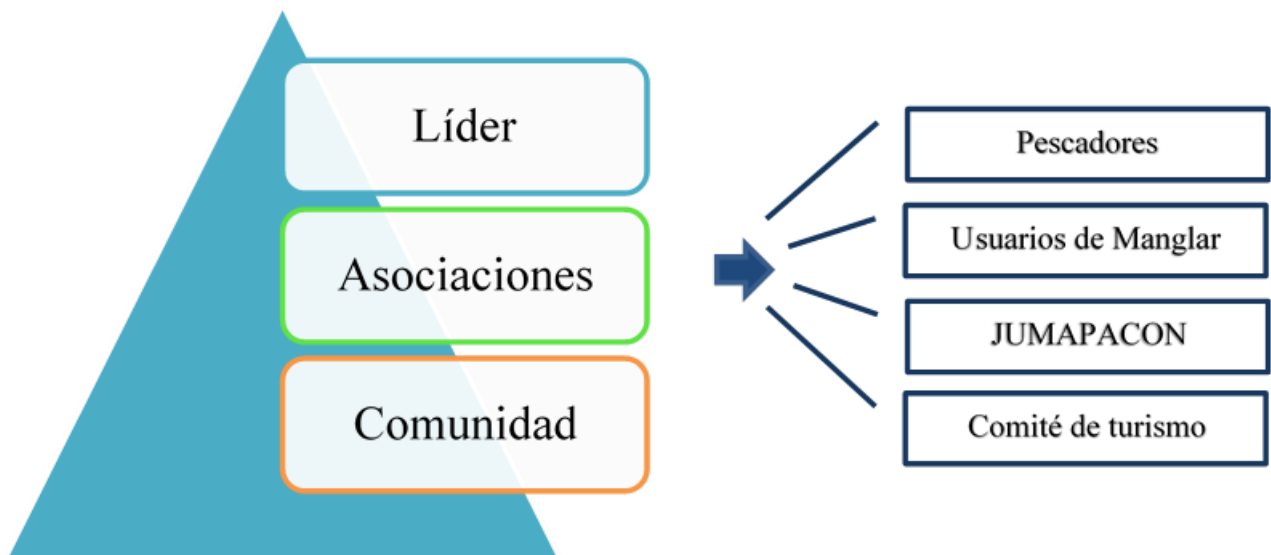 Líder
Asociaciones
Comunidad
Pescadores
Usuarios de Manglar
JUMAPACON
Comité de turismo